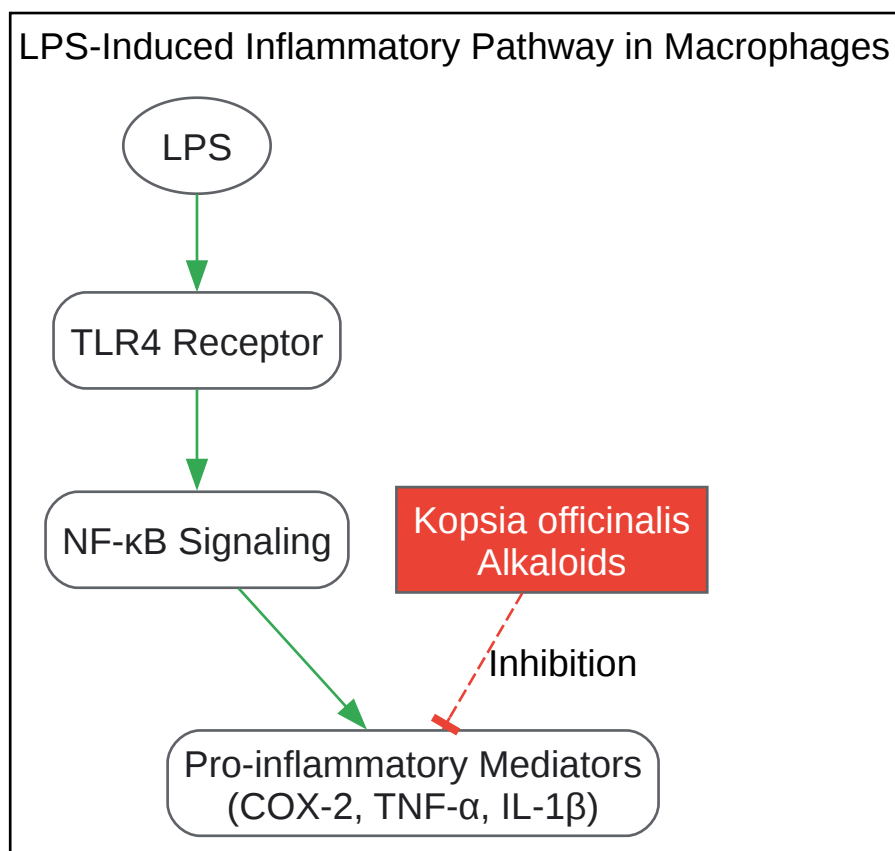 LPS-Induced Inflammatory Pathway in Macrophages
LPS
TLR4 Receptor
NF-κB Signaling
Kopsia officinalis
Alkaloids
Inhibition
Pro-inflammatory Mediators
(COX-2, TNF-α, IL-1β)